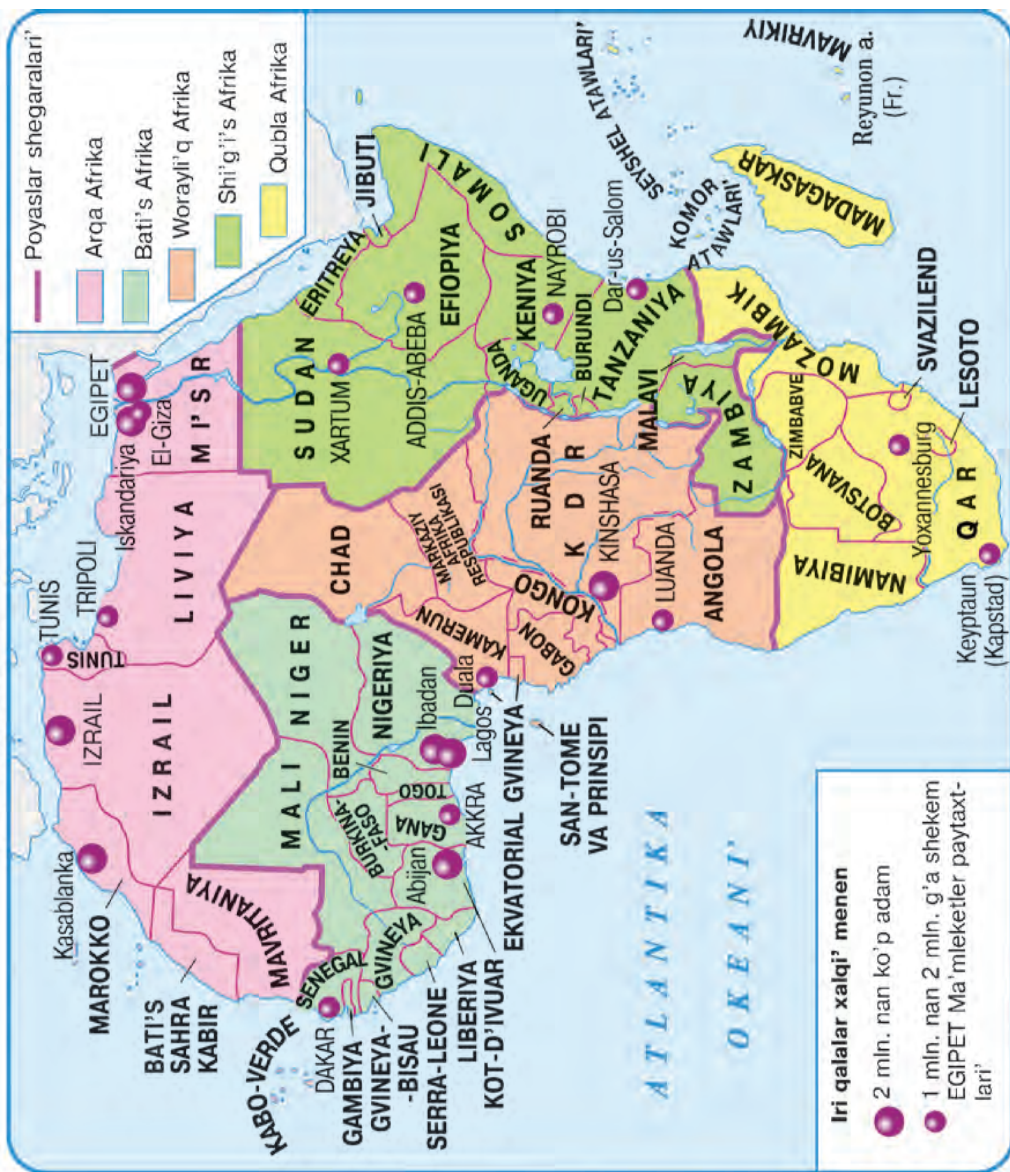 Poyaslar shegaralari'
Arqa Afrika
Bati's Afrika
Worayli'q Afrika
Shi'g'i's Afrika
Qubla Afrika
TUNIS
TRIPOLI
TUNIS
Iskandariya
EGIPET
El-Giza
Kasablanka
IZRAIL
MAROKKO
IZRAIL
LIVIYA
MI'SR
BATI'S
SAHRA
KABIR
MAVRITANIYA
MALI
NIGER
CHAD
SUDAN
XARTUM
ERITREYA
JIBUTI
KABO-VERDE
DAKAR
SENEGAL
GAMBIYA
GVINEYA-
-BISAU
GVINEYA
SERRA-LEONE
LIBERIYA
KOT-D'IVUAR
BURKINA-
-FASO
BENIN
NIGERIYA
TOGO
GANA
Abijan
AKKRA
Ibadan
Lagos
Duala
MARKAZIY
AFRIKA
RESPUBLIKASI
ADDIS-ABEBA
EFIOPIYA
SOMALI
KAMERUN
EKVATORIAL GVINEYA
SAN-TOME
VA PRINSIPI
GABON
KONGO
RUANDA
KDR
KINSHASA
UGANDA
KENIYA
NAYROBI
BURUNDI
TANZANIYA
Dar-us-Salom
LUANDA
ANGOLA
MALAVI
ZAMBIYA
SEYSHEL ATAWLARI'
KOMOR
ATAWLARI'
MADAGASKAR
MAVRIKIY
Reyunon a.
(Fr.)
NAMIBIYA
BOTSVANA
ZIMBABVE
MOZAMBIK
Yoxannesburg
SVAZILEND
LESOTO
QAR
Keyptaun
(Kapstad)
ATLANTIKA
OKEANI'
Iri qalalar xalqi' menen
2 mln. nan ko'p adam
1 mln. nan 2 mln. g'a shekem
EGIPET Ma'mleketler paytaxt-
lari'